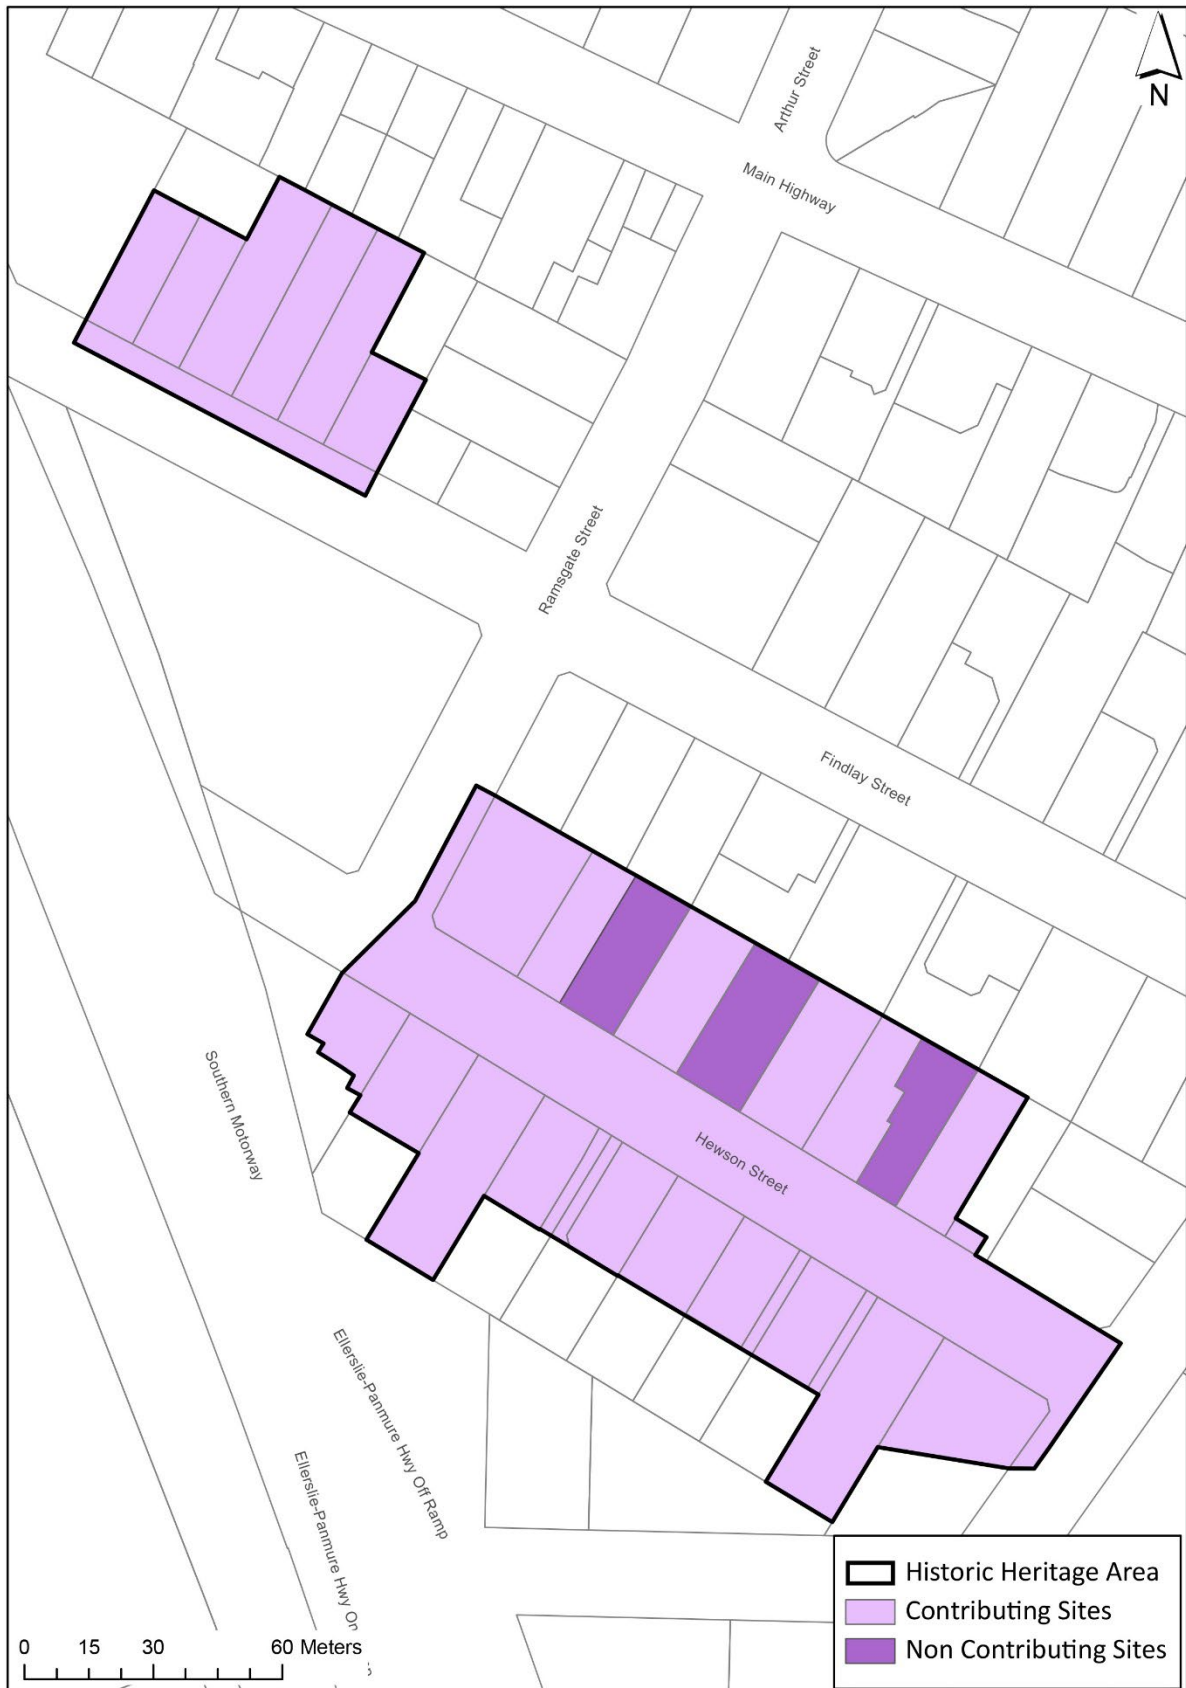 Arthur Street
N
Main Highway
Ramsgate Street
Findlay Street
Hewson Street
Southern Motorway
Ellerslie-Panmure Hwy Off Ramp
Ellerslie-Panmure Hwy On
Historic Heritage Area
Contributing Sites
Non Contributing Sites
0 15 30 60 Meters